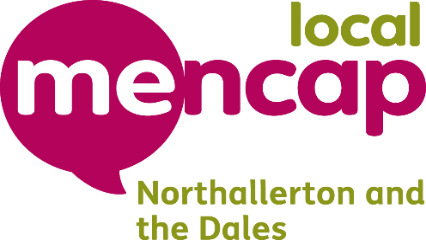 local
mencap
Northallerton and
the Dales